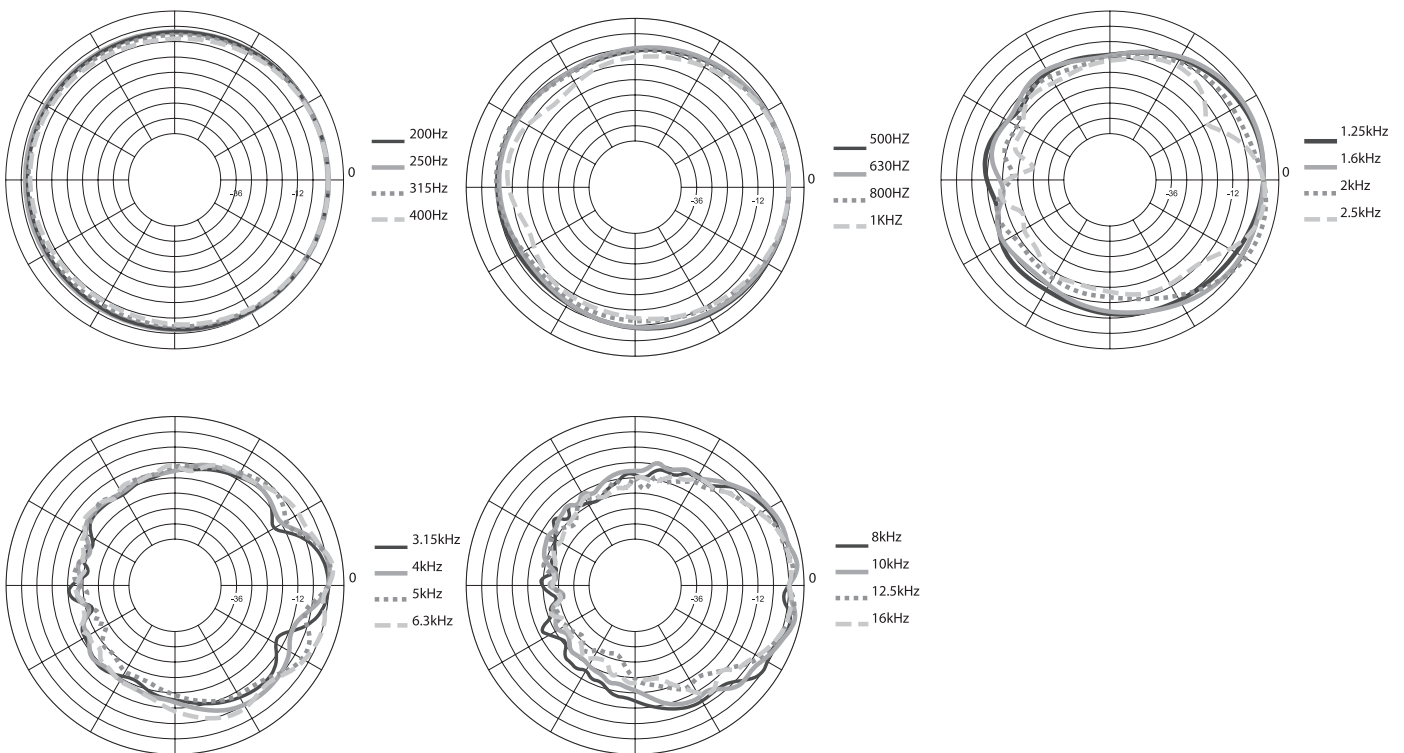 200Hz
250Hz
315Hz
400Hz
0
-36 -12
500HZ
630HZ
800HZ
1KHZ
0
-36 -12
1.25kHz
1.6kHz
2kHz
2.5kHz
0
-36 -12
3.15kHz
4kHz
5kHz
6.3kHz
0
-36 -12
8kHz
10kHz
12.5kHz
16kHz
0
-36 -12